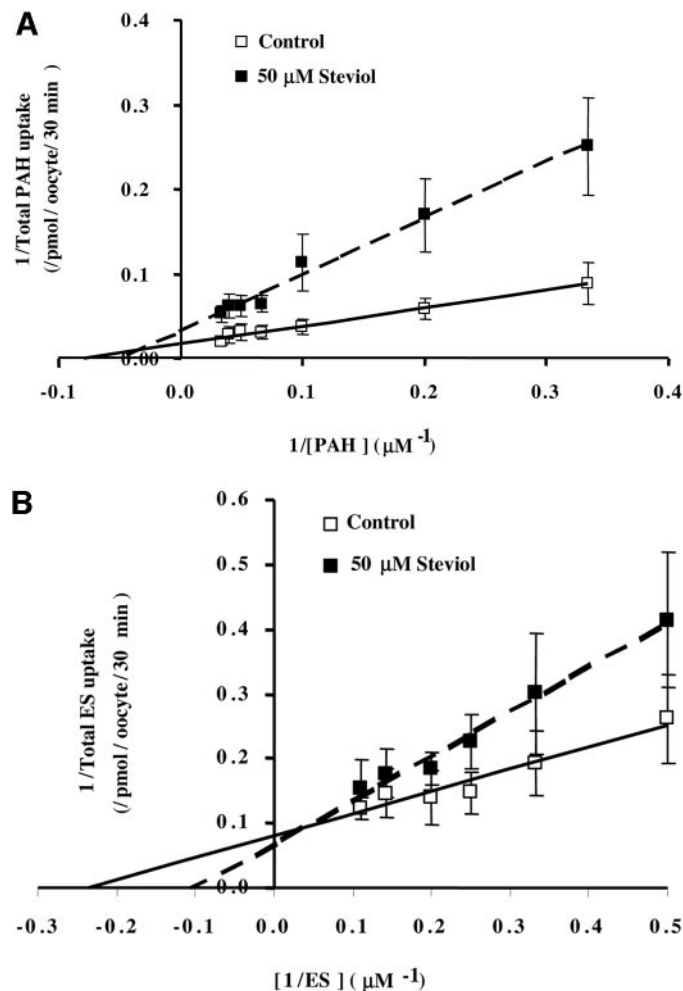 A
0.4
Control
50 μM Steviol
0.3
1/Total PAH uptake
(/pmol/ oocyte/ 30 min )
0.2
0.1
0.00
-0.1 0.0 0.1 0.2 0.3 0.4
1/[PAH ] (μM -1)
B
0.6
Control
0.5
50 μM Steviol
0.4
1/Total ES uptake
(/pmol / oocyte/30 min )
0.3
0.2
0.1
0.0
-0.3 -0.2 -0.1 0.0 0.1 0.2 0.3 0.4 0.5
[1/ES ] ( μM -1)